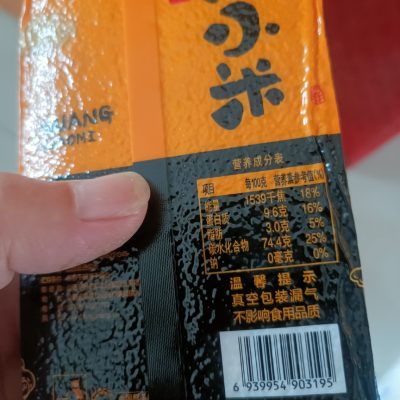 小米
XIANG
XIAOMI
营养成分表
项目 每100克 营养素参考值(%)
能量 1539千焦 18%
蛋白质 9.6克 16%
脂肪 3.0克 5%
碳水化合物 74.4克 25%
钠 0毫克 0%
温馨提示
真空包装漏气
不影响食用品质
6 939954 903195